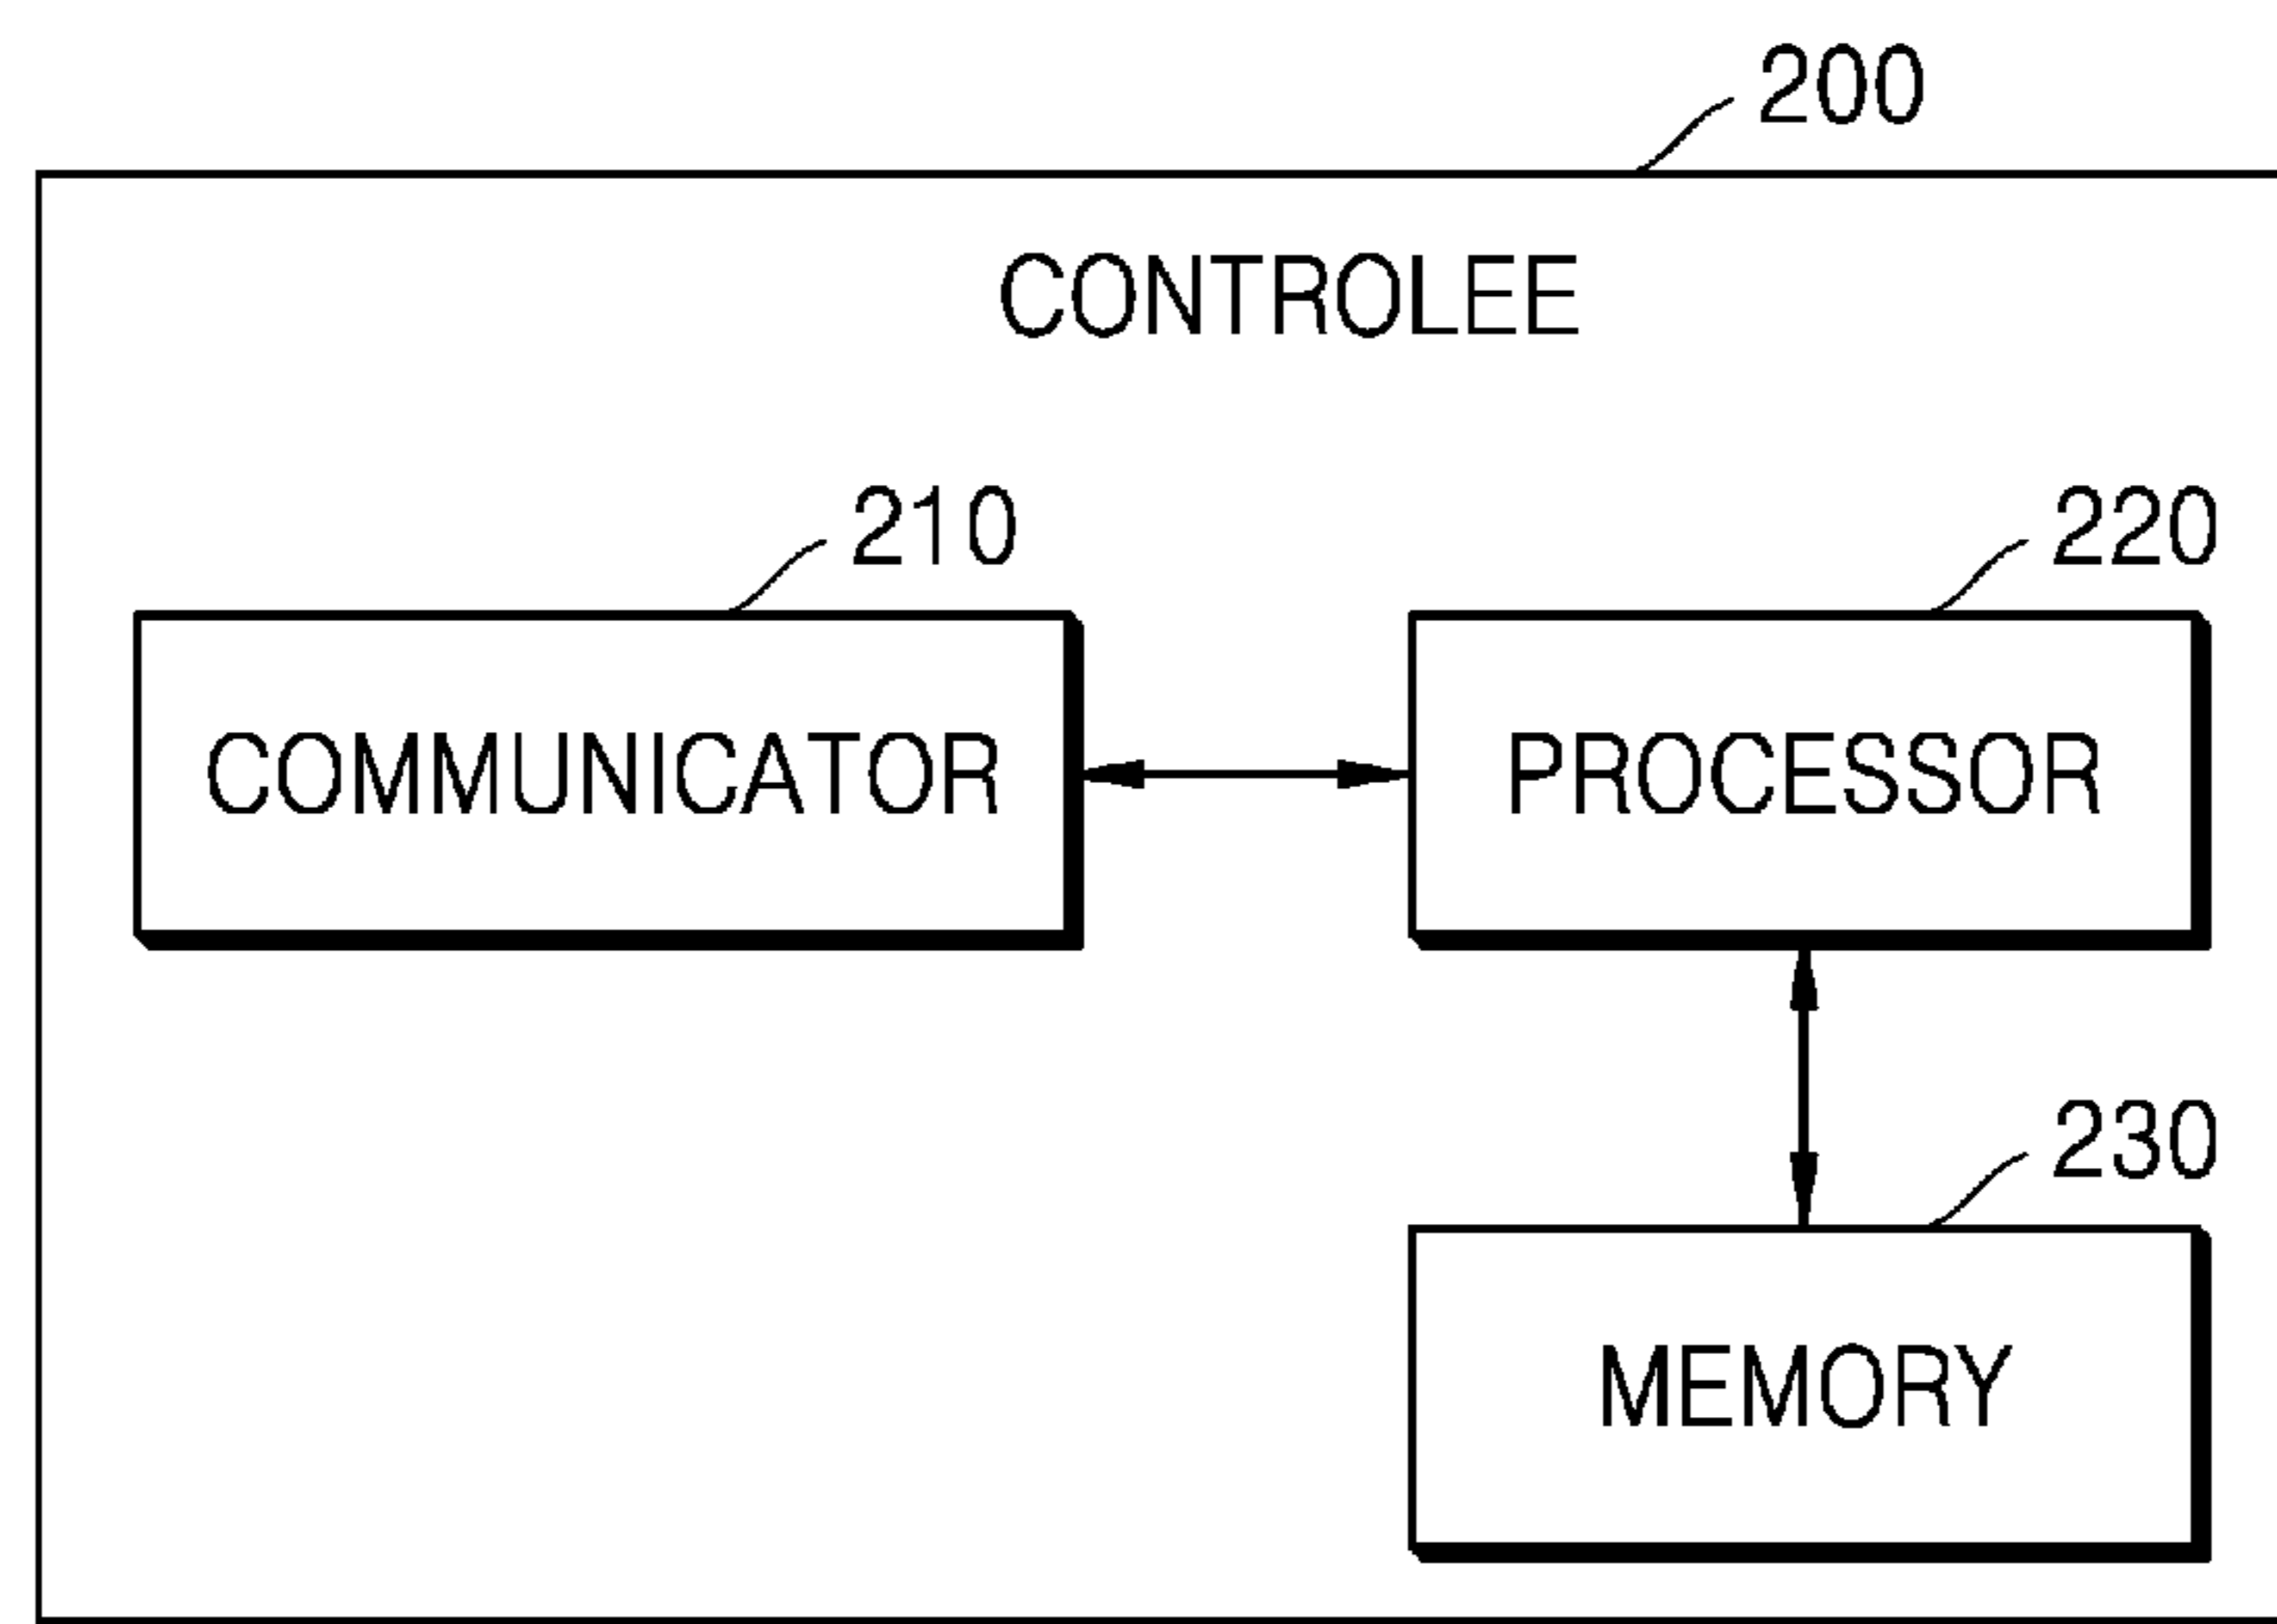 200
CONTROLEE
210
220
COMMUNICATOR
PROCESSOR
230
MEMORY